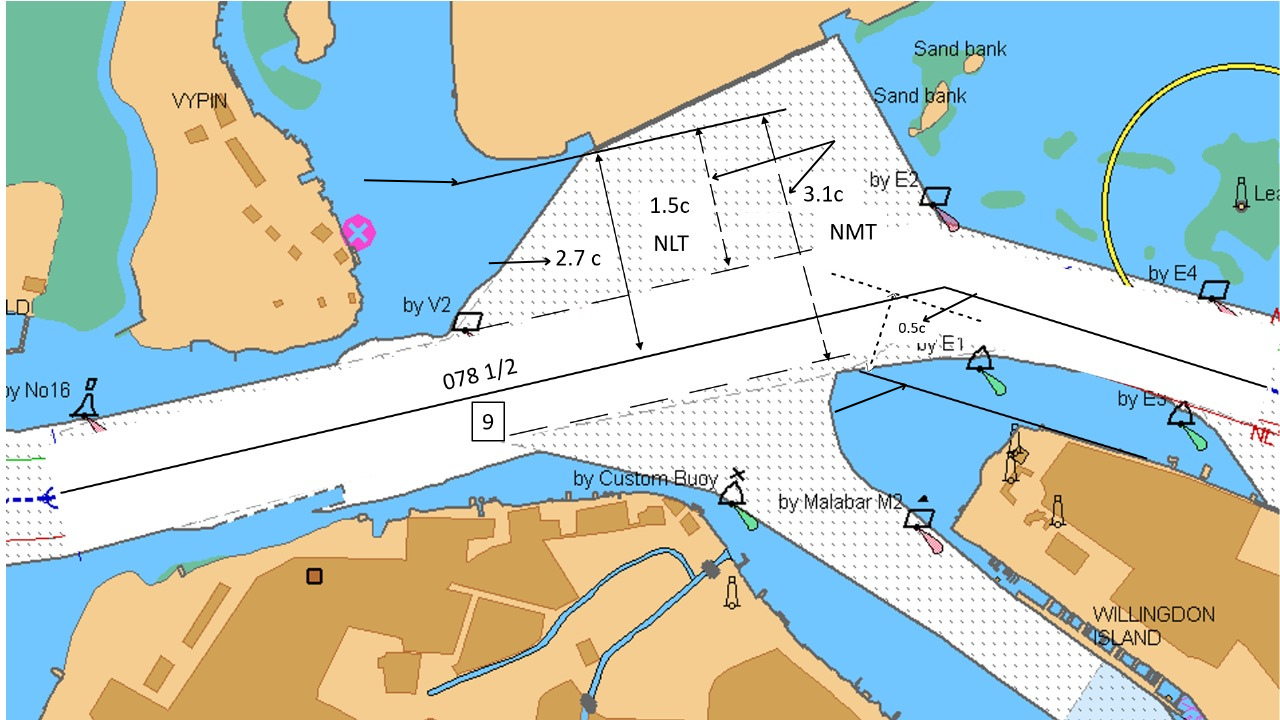 Sand bank
VYPIN
Sand bank
by E2
Lea
3.1c
1.5c
NMT
NLT
2.7 c
by E4
LD
by V2
0.5c
by E1
078 1/2
by No16
by E3
9
NL
by Custom Buoy
by Malabar M2
WILLINGDON
ISLAND